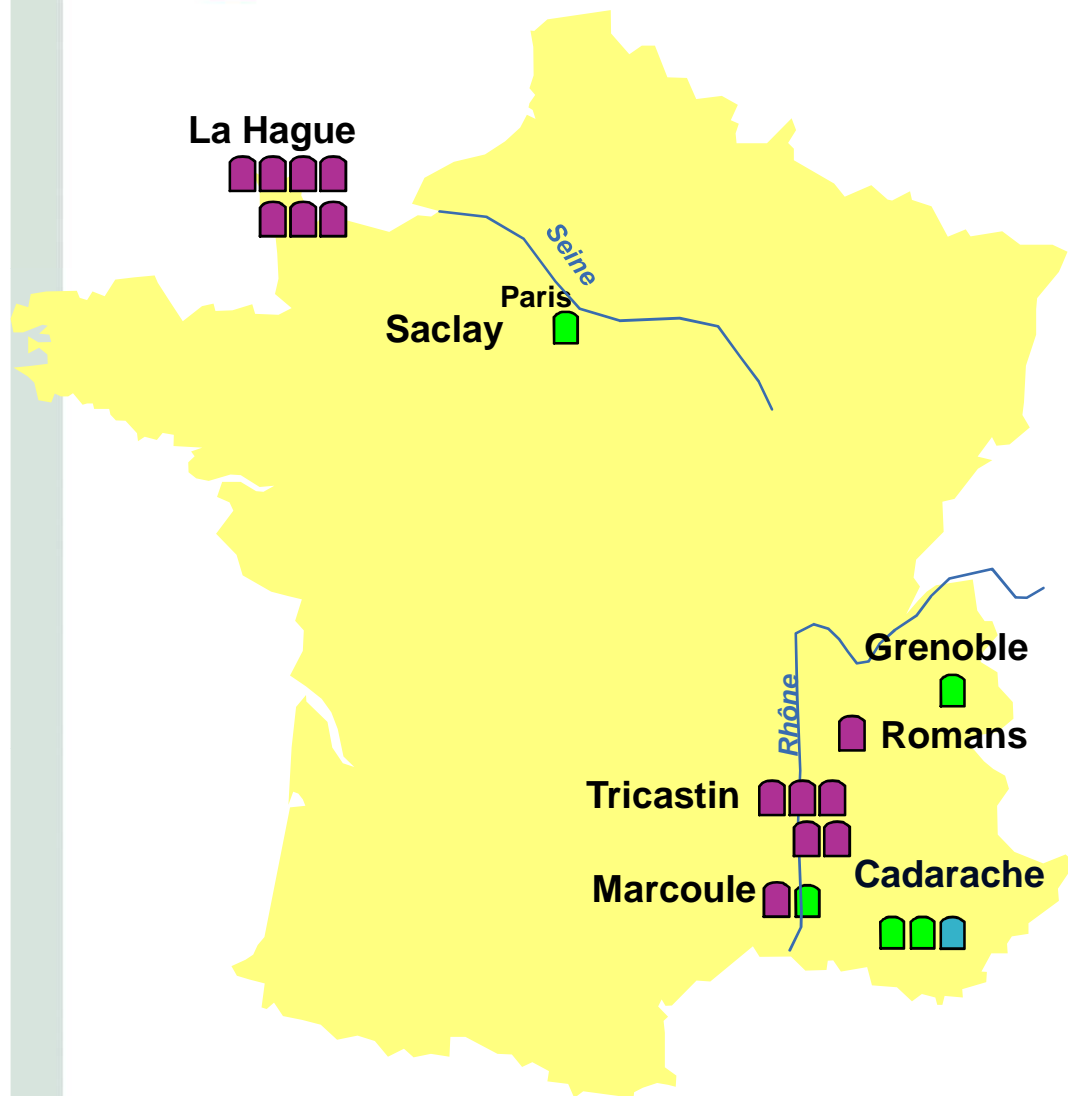 La Hague
Seine
Paris
Saclay
Grenoble
Rhône
Romans
Tricastin
Cadarache
Marcoule